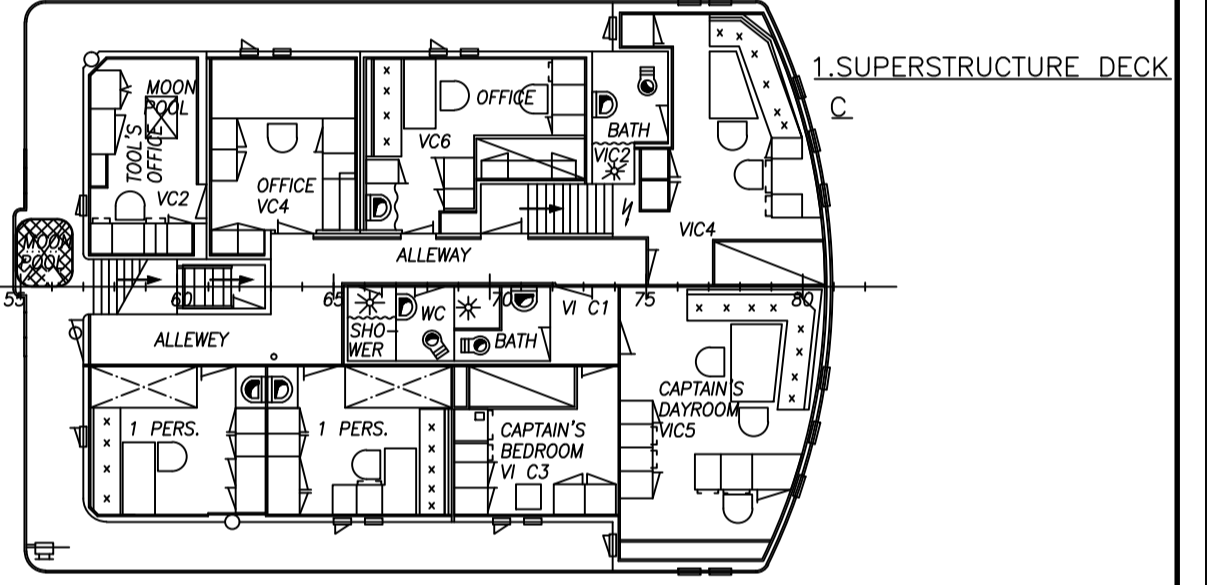 1.SUPERSTRUCTURE DECK
C
MOON
POOL
TOOL'S
OFFICE
VC2
OFFICE
VC4
VC6
OFFICE
BATH
VIC2
VIC4
MOON
POOL
ALLEWAY
55
60
65
70
75
80
ALLEWEY
SHO-
WER
WC
BATH
VI C1
1 PERS.
1 PERS.
CAPTAIN'S
BEDROOM
VI C3
CAPTAIN'S
DAYROOM
VIC5